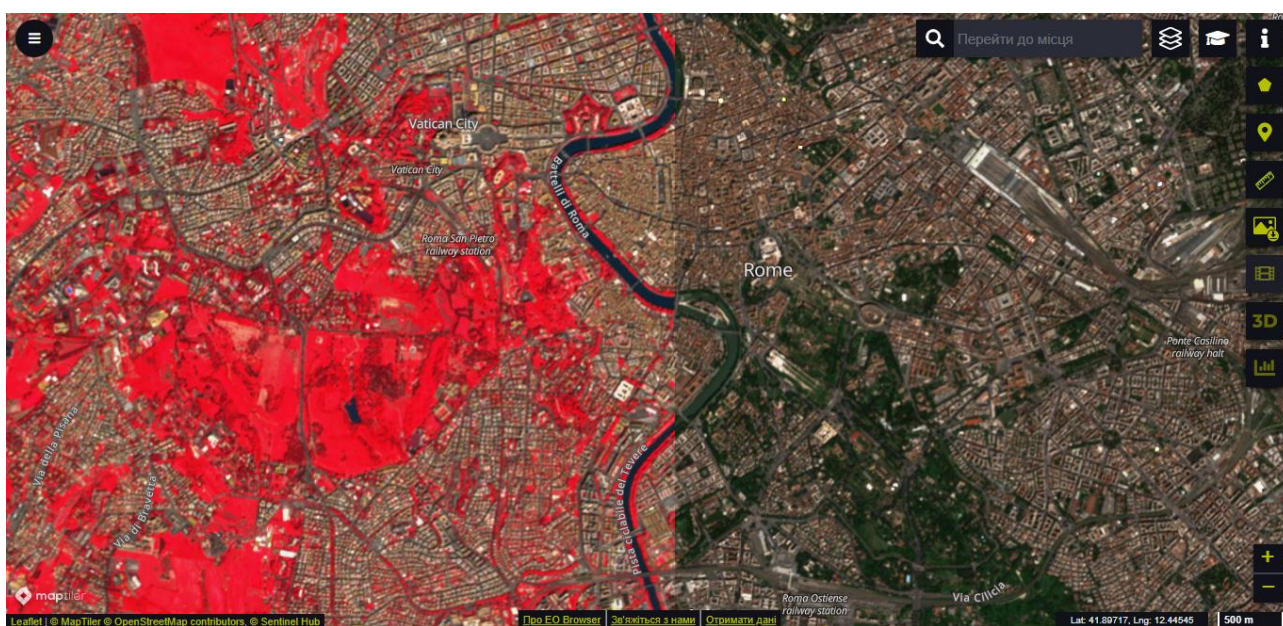 Перейти до місця
Vatican City
Vatican City
Battelli di Roma
Roma San Pietro
railway station
Rome
3D
Ponte Casilino
railway halt
Via della Pisana
Via di Bravetta
Pista Ciclabile del Tevere
Roma Ostiense
railway station
Via Cilicia
+
−
maptiler
Leaflet | © MapTiler © OpenStreetMap contributors, © Sentinel Hub
Про EO Browser | Зв'яжіться з нами | Отримати дані
Lat: 41.89717, Lng: 12.44545
500 m